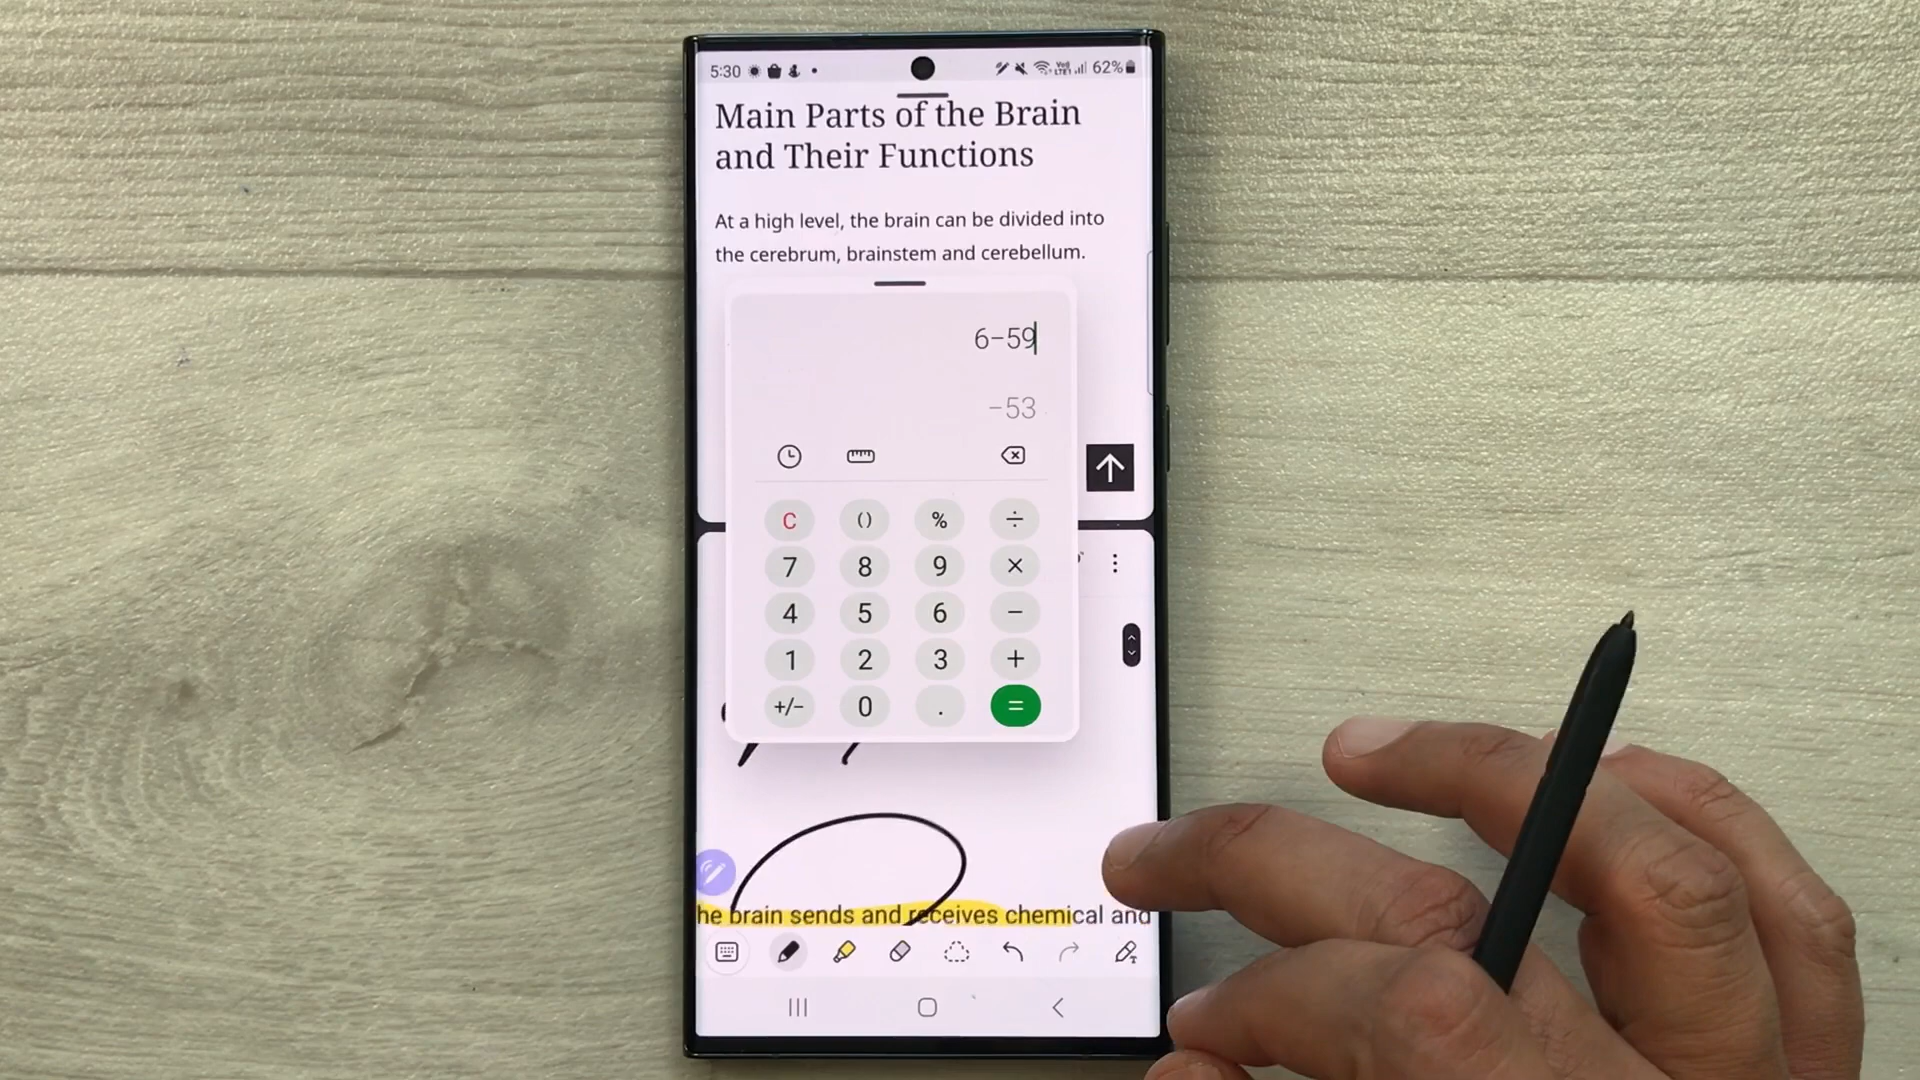 5:30 62%
Main Parts of the Brain
and Their Functions
At a high level, the brain can be divided into
the cerebrum, brainstem and cerebellum.
6−59
−53
C () % ÷
7 8 9 ×
4 5 6 −
1 2 3 +
+/− 0 . =
he brain sends and receives chemical and